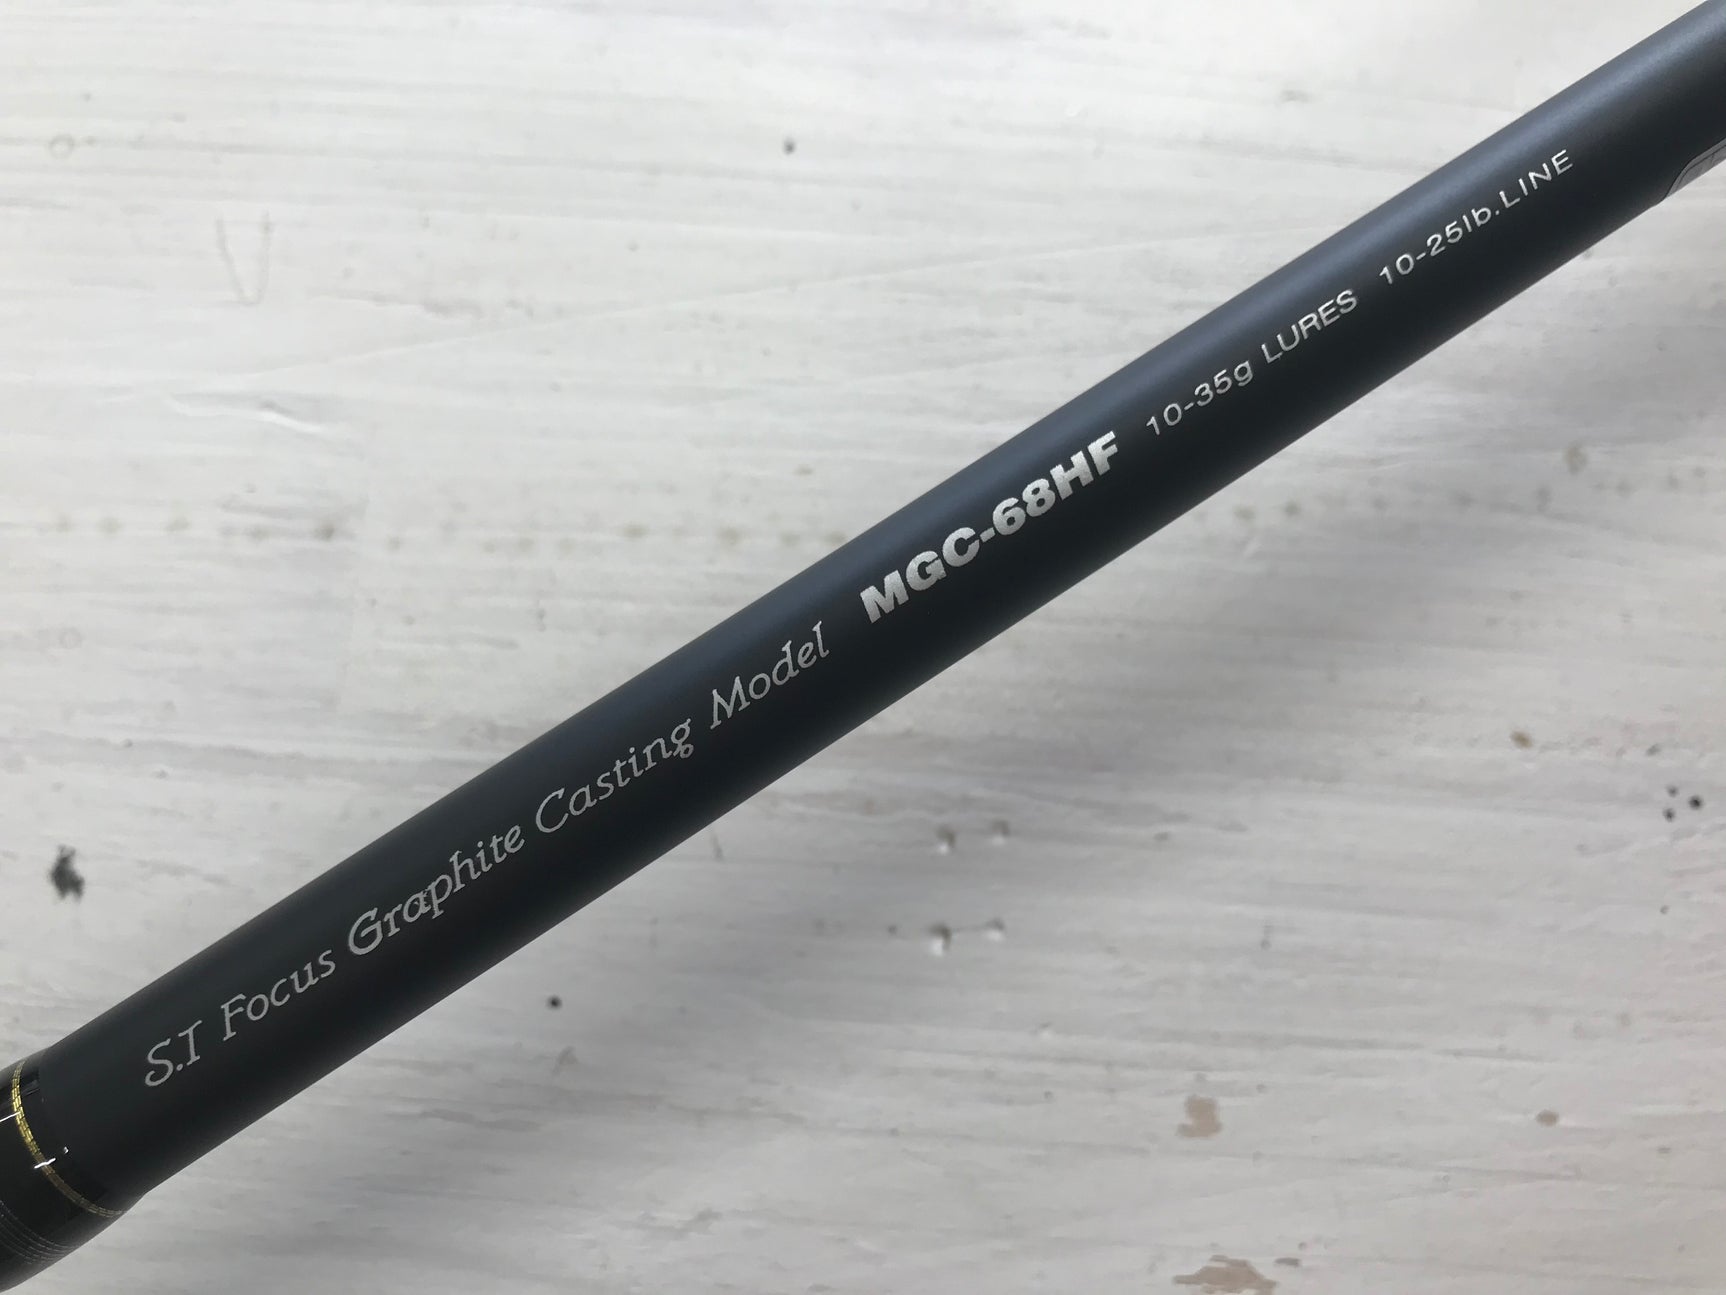 S.T Focus Graphite Casting Model MGC-68HF 10-35g LURES 10-25lb.LINE